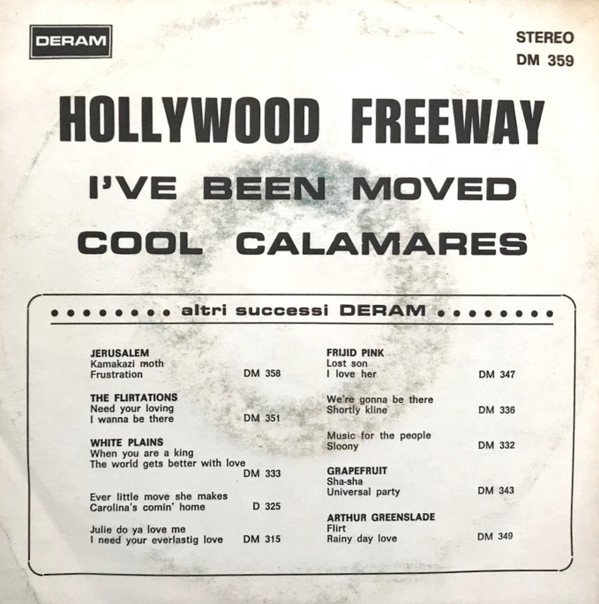 DERAM
STEREO
DM 359
HOLLYWOOD FREEWAY
I'VE BEEN MOVED
COOL CALAMARES
altri successi DERAM
JERUSALEM
Kamakazi moth
Frustration DM 358
THE FLIRTATIONS
Need your loving
I wanna be there DM 351
WHITE PLAINS
When you are a king
The world gets better with love
DM 333
Ever little move she makes
Carolina's comin' home D 325
Julie do ya love me
I need your everlastig love DM 315
FRIJID PINK
Lost son
I love her DM 347
We're gonna be there
Shortly kline DM 336
Music for the people
Sloony DM 332
GRAPEFRUIT
Sha-sha
Universal party DM 343
ARTHUR GREENSLADE
Flirt
Rainy day love DM 349